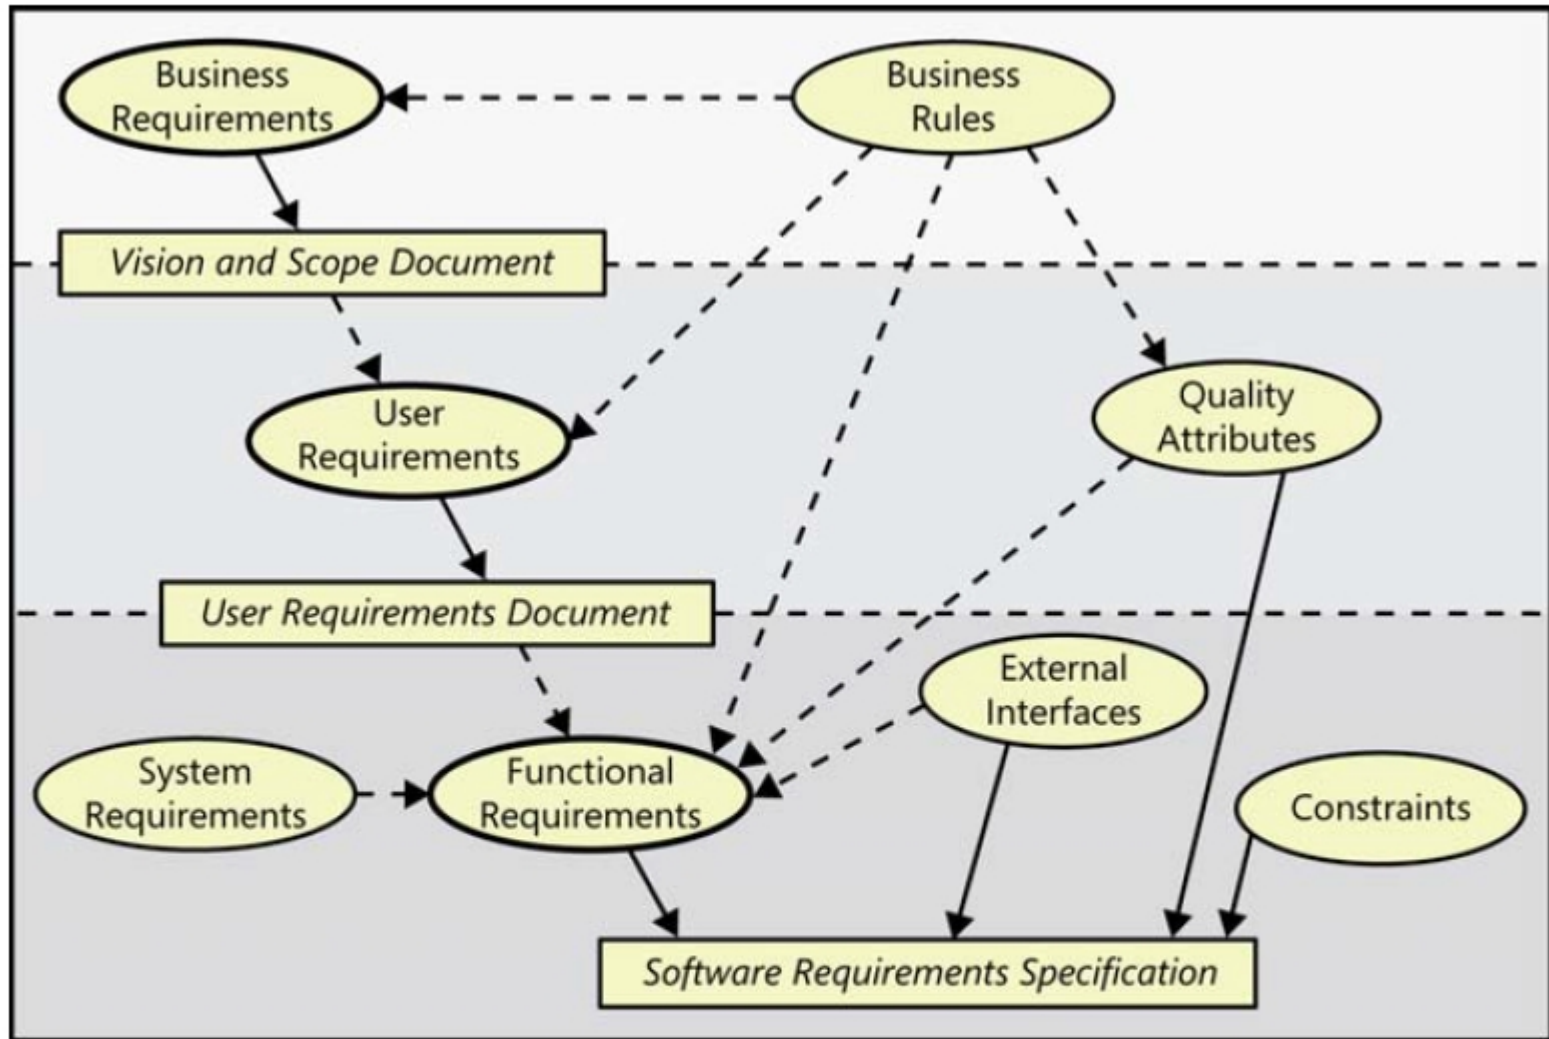 Business
Requirements
Business
Rules
Vision and Scope Document
User
Requirements
Quality
Attributes
User Requirements Document
External
Interfaces
System
Requirements
Functional
Requirements
Constraints
Software Requirements Specification